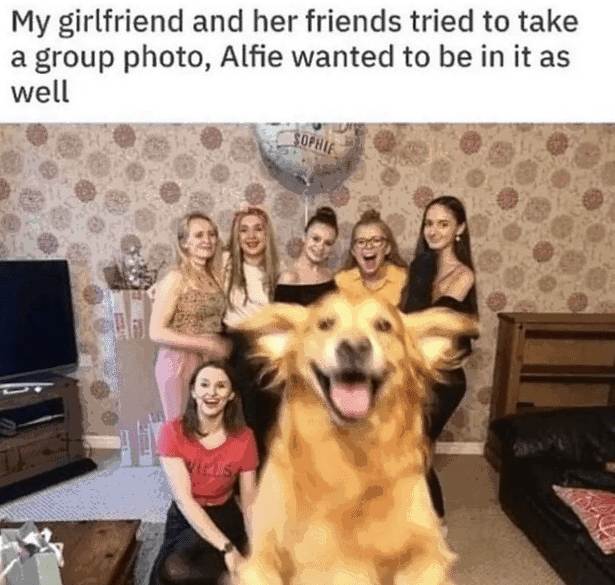 My girlfriend and her friends tried to take
a group photo, Alfie wanted to be in it as
well
SOPHIE